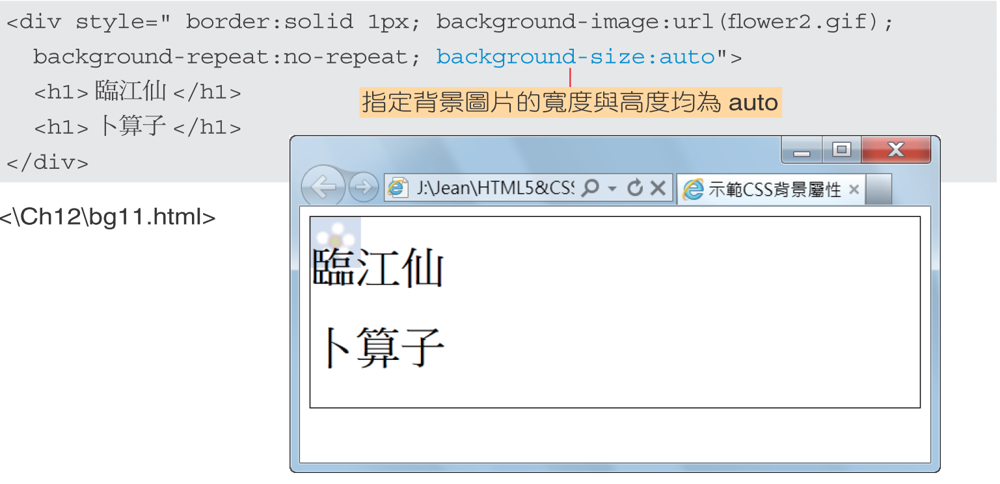 <div style=" border:solid 1px; background-image:url(flower2.gif);
background-repeat:no-repeat; background-size:auto">
<h1>臨江仙</h1>
指定背景圖片的寬度與高度均為 auto
<h1>卜算子</h1>
</div>
J:\Jean\HTML5&CS
示範CSS背景屬性
<\Ch12\bg11.html>
臨江仙
卜算子